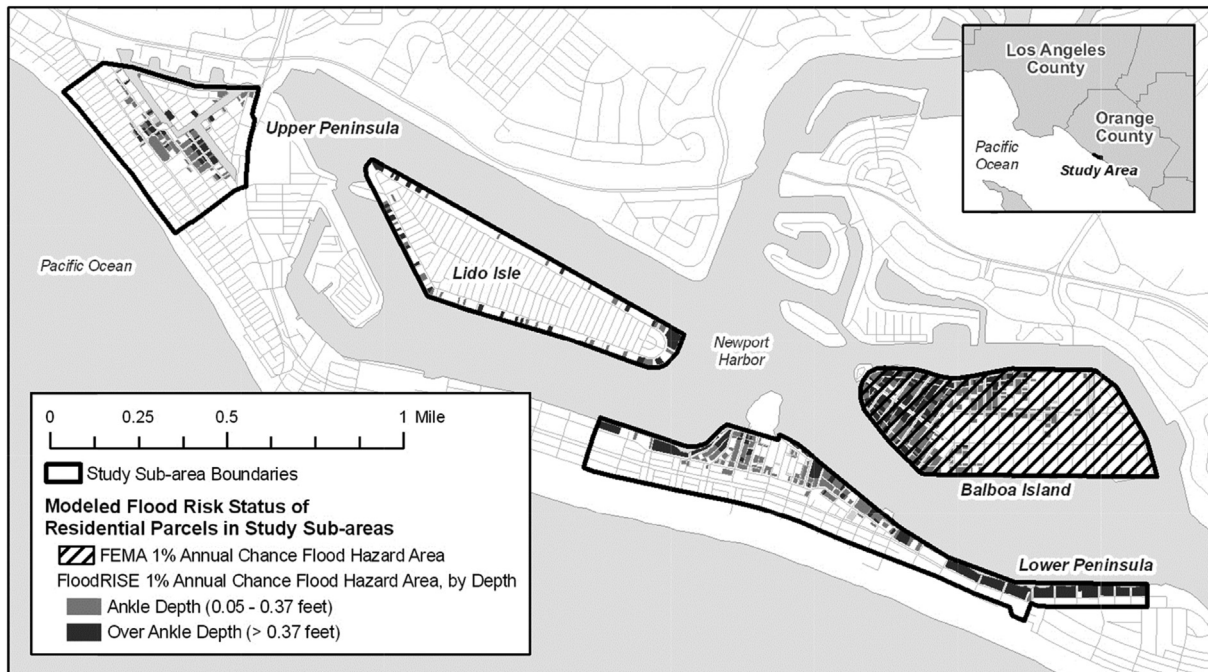 Los Angeles
County
Orange
County
Pacific
Ocean
Study Area
Upper Peninsula
Pacific Ocean
Lido Isle
Newport
Harbor
Balboa Island
Lower Peninsula
0 0.25 0.5 1 Mile
Study Sub-area Boundaries
Modeled Flood Risk Status of
Residential Parcels in Study Sub-areas
FEMA 1% Annual Chance Flood Hazard Area
FloodRISE 1% Annual Chance Flood Hazard Area, by Depth
Ankle Depth (0.05 - 0.37 feet)
Over Ankle Depth (> 0.37 feet)